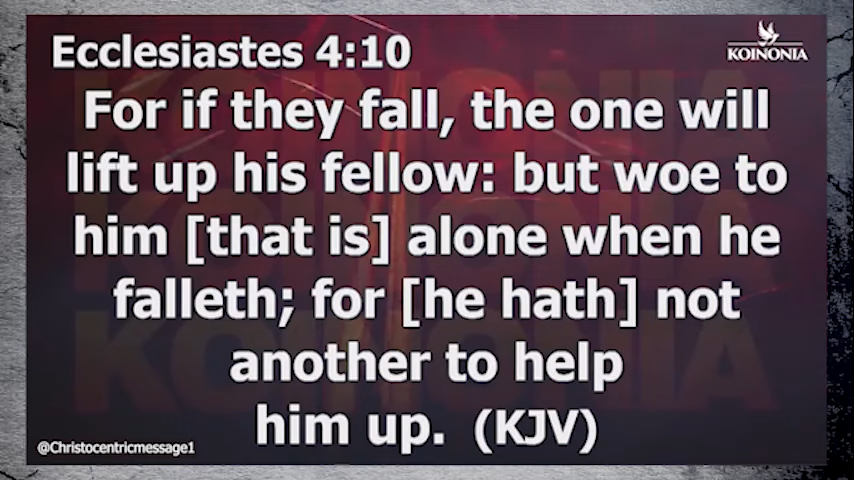 Ecclesiastes 4:10
KOINONIA
For if they fall, the one will
lift up his fellow: but woe to
him [that is] alone when he
falleth; for [he hath] not
another to help
him up. (KJV)
@Christocentricmessage1